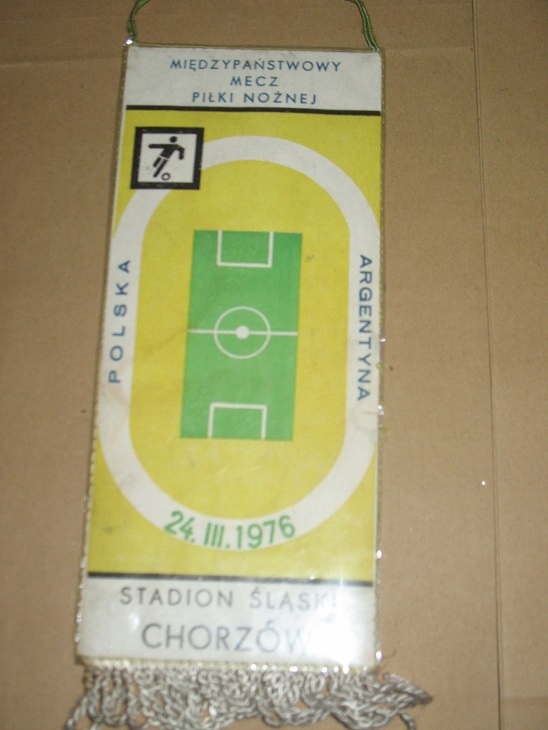 MIĘDZYPAŃSTWOWY
MECZ
PIŁKI NOŻNEJ
POLSKA
ARGENTYNA
24. III. 1976
STADION ŚLĄSKI
CHORZÓW